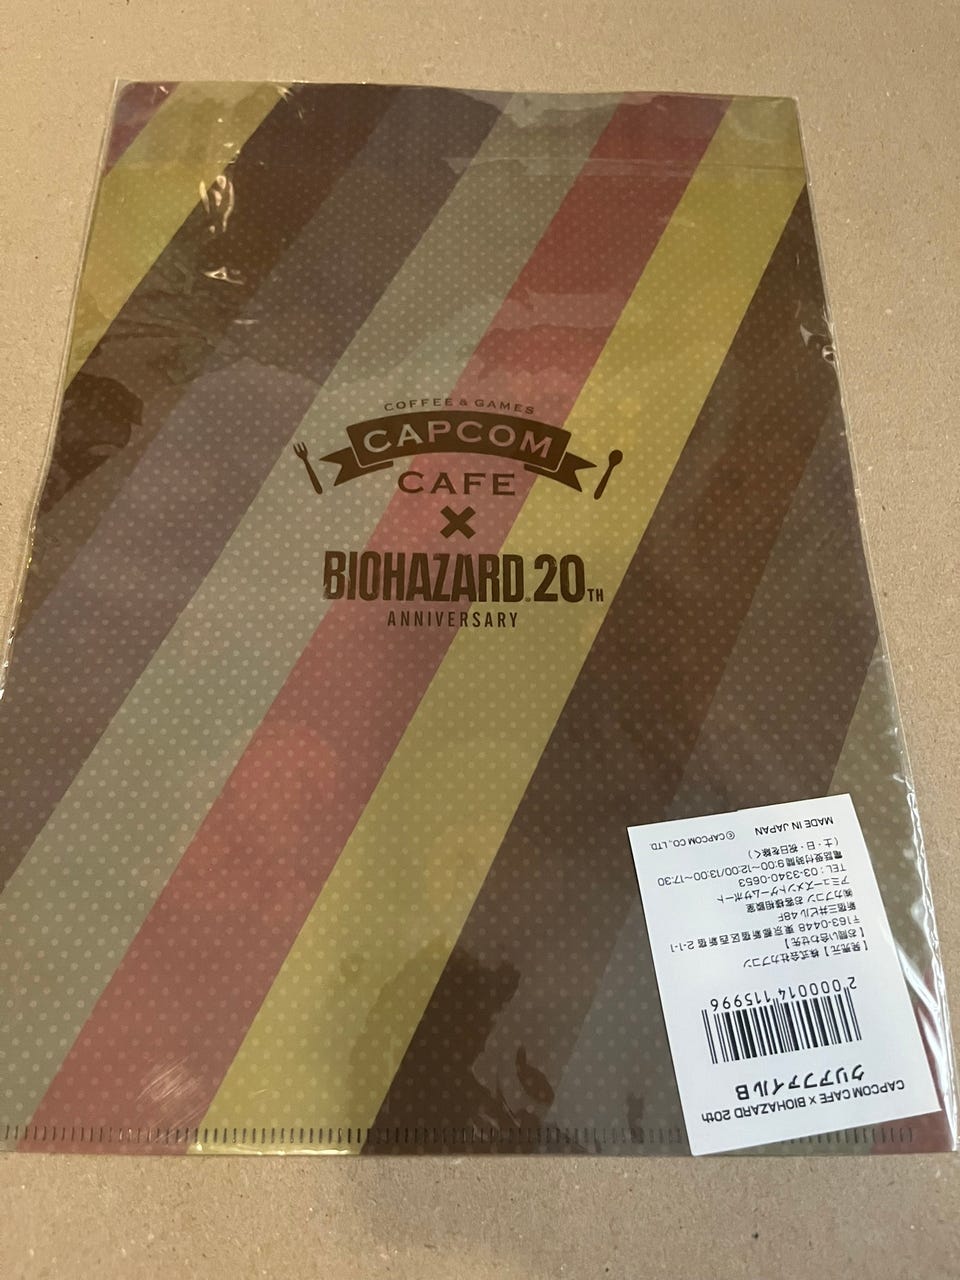 COFFEE & GAMES
CAPCOM
CAFE
×
BIOHAZARD® 20TH
ANNIVERSARY
CAPCOM CAFE × BIOHAZARD 20th
クリアファイル B
2 000014 115996
【発売元】株式会社カプコン
【お問い合わせ先】
〒163-0448 東京都新宿区西新宿 2-1-1
新宿三井ビル 48F
㈱カプコン お客様相談室
アミューズメントゲームサポート
TEL：03-3340-0653
電話受付時間 9:00~12:00/13:00~17:30
（土・日・祝日を除く）
©CAPCOM CO., LTD
MADE IN JAPAN